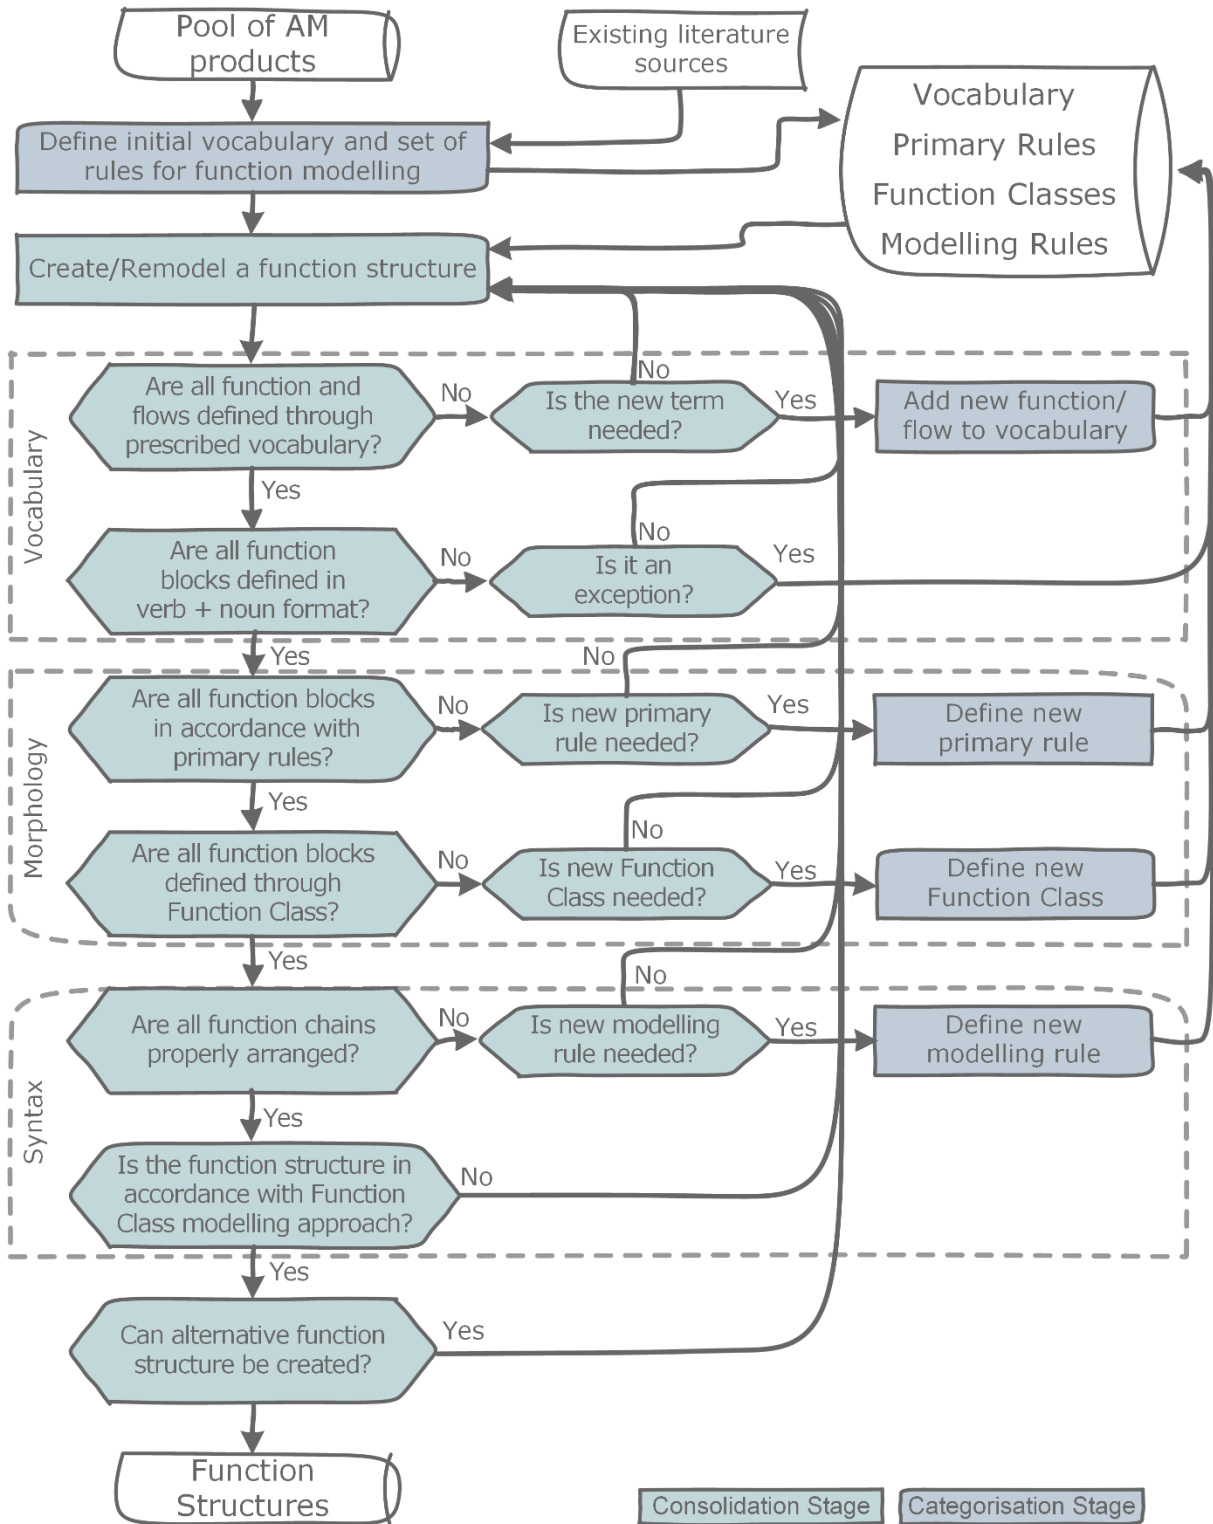 Pool of AM
products
Existing literature
sources
Vocabulary
Primary Rules
Function Classes
Modelling Rules
Define initial vocabulary and set of
rules for function modelling
Create/Remodel a function structure
Vocabulary
Are all function and
flows defined through
prescribed vocabulary?
No
Is the new term
needed?
No
Yes
Add new function/
flow to vocabulary
Yes
Are all function
blocks defined in
verb + noun format?
No
Is it an
exception?
No
Yes
Yes
Morphology
Are all function blocks
in accordance with
primary rules?
No
Is new primary
rule needed?
No
Yes
Define new
primary rule
Yes
Are all function blocks
defined through
Function Class?
No
Is new Function
Class needed?
No
Yes
Define new
Function Class
Yes
Syntax
Are all function chains
properly arranged?
No
Is new modelling
rule needed?
No
Yes
Define new
modelling rule
Yes
Is the function structure in
accordance with Function
Class modelling approach?
No
Yes
Can alternative function
structure be created?
Yes
Function
Structures
Consolidation Stage
Categorisation Stage